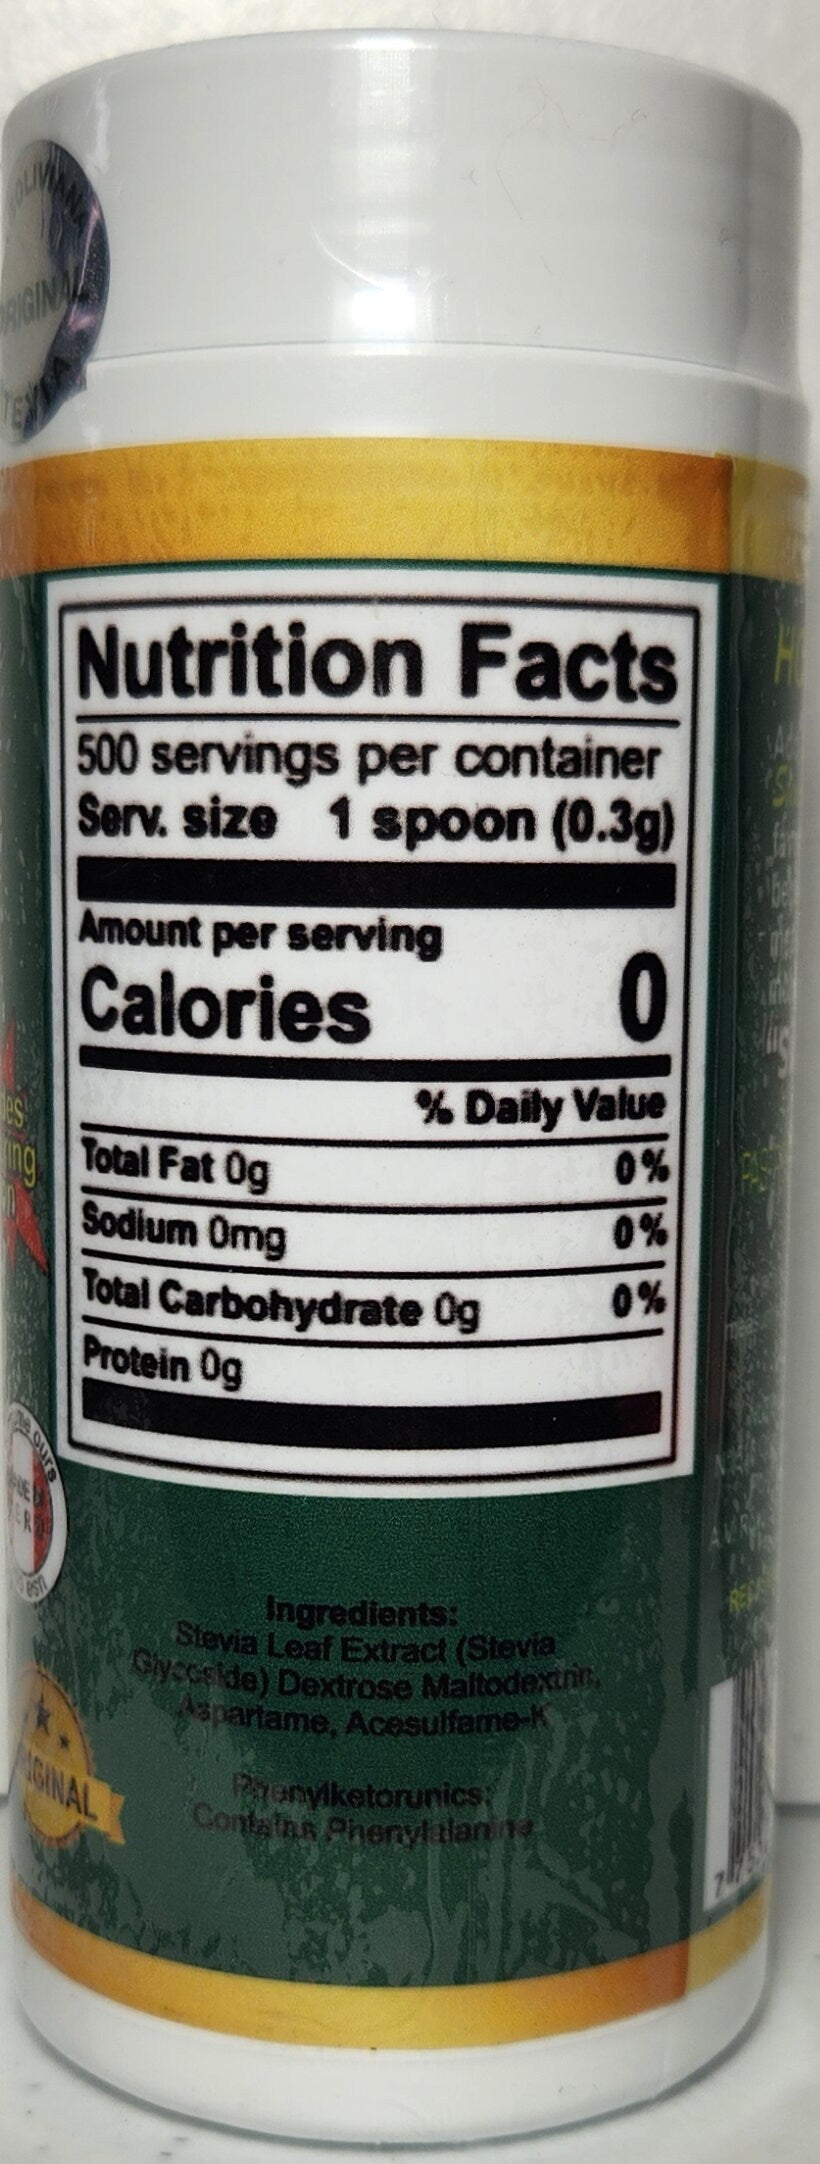 OLIVIANA
ORIGINAL
Nutrition Facts
500 servings per container
Serv. size 1 spoon (0.3g)
Amount per serving
Calories 0
% Daily Value
Total Fat 0g 0%
Sodium 0mg 0%
Total Carbohydrate 0g 0%
Protein 0g
Ingredients:
Stevia Leaf Extract (Stevia
Glycoside) Dextrose Maltodextrin,
Aspartame, Acesulfame-K
Phenylketorunics:
Contains Phenylalanine
IGINAL